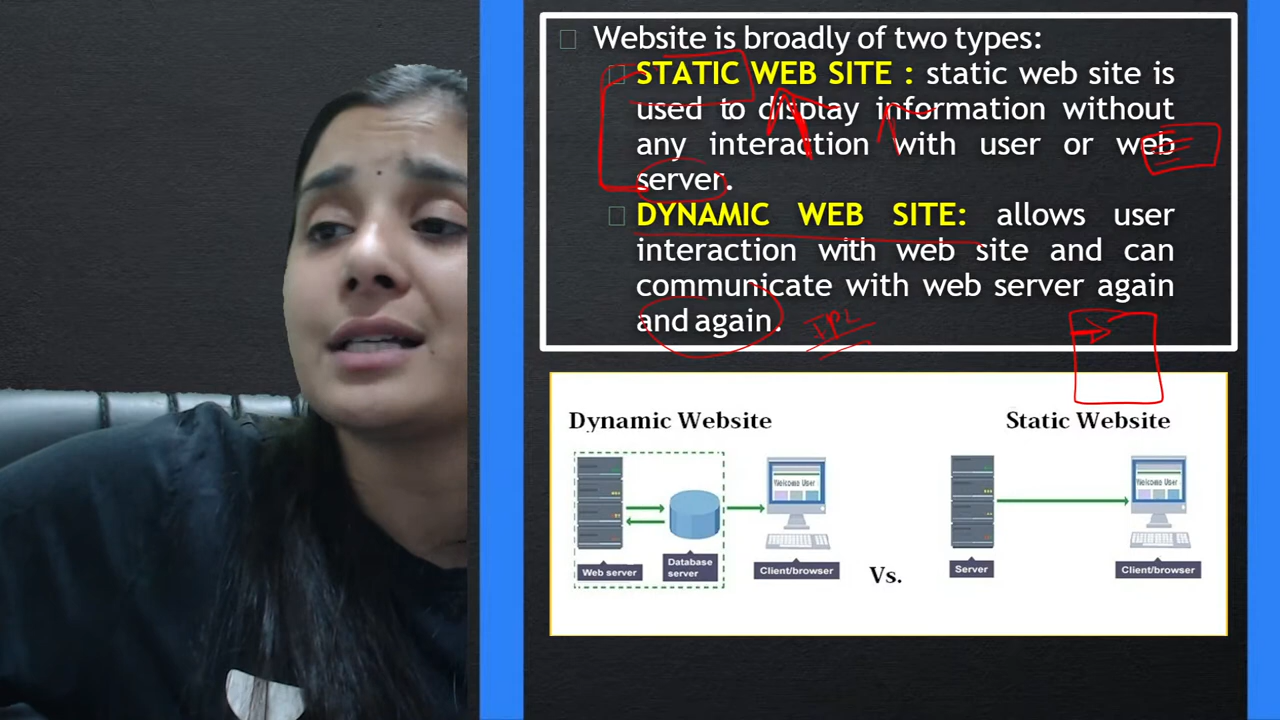 Website is broadly of two types:
STATIC WEB SITE : static web site is
used to display information without
any interaction with user or web
server.
DYNAMIC WEB SITE: allows user
interaction with web site and can
communicate with web server again
and again.
IPL
Dynamic Website
Static Website
Welcome User
Welcome User
Web server
Database
server
Client/browser
Vs.
Server
Client/browser